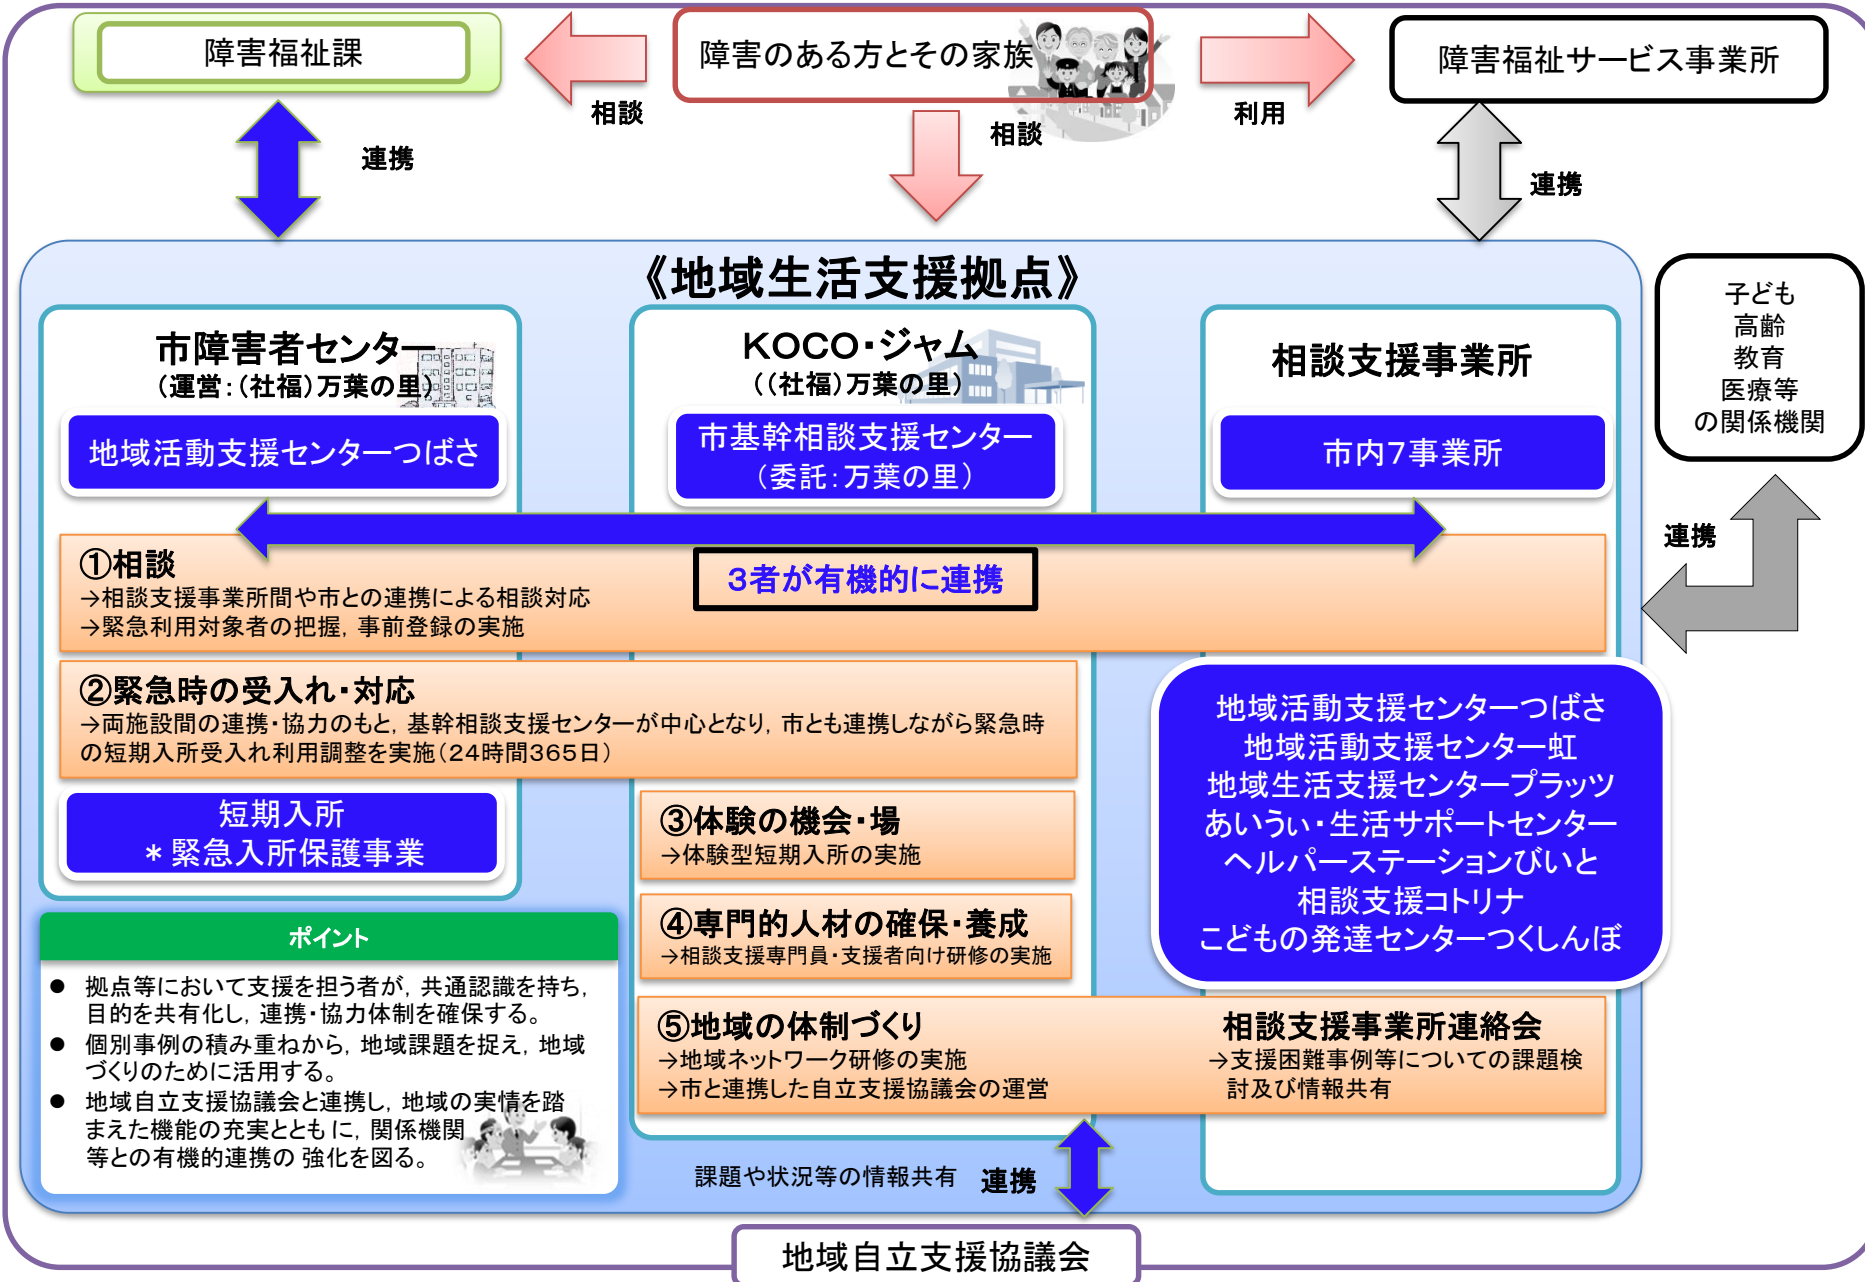 障害福祉課
障害のある方とその家族
障害福祉サービス事業所
相談
相談
利用
連携
連携
《地域生活支援拠点》
市障害者センター
（運営：（社福）万葉の里）
地域活動支援センターつばさ
KOCO・ジャム
（（社福）万葉の里）
市基幹相談支援センター
（委託：万葉の里）
相談支援事業所
市内7事業所
子ども
高齢
教育
医療等
の関係機関
連携
3者が有機的に連携
①相談
→相談支援事業所間や市との連携による相談対応
→緊急利用対象者の把握，事前登録の実施
②緊急時の受入れ・対応
→両施設間の連携・協力のもと，基幹相談支援センターが中心となり，市とも連携しながら緊急時
の短期入所受入れ利用調整を実施（24時間365日）
短期入所
＊緊急入所保護事業
③体験の機会・場
→体験型短期入所の実施
④専門的人材の確保・養成
→相談支援専門員・支援者向け研修の実施
地域活動支援センターつばさ
地域活動支援センター虹
地域生活支援センタープラッツ
あいうぃ・生活サポートセンター
ヘルパーステーションびいと
相談支援コトリナ
こどもの発達センターつくしんぼ
⑤地域の体制づくり
→地域ネットワーク研修の実施
→市と連携した自立支援協議会の運営
相談支援事業所連絡会
→支援困難事例等についての課題検
討及び情報共有
ポイント
● 拠点等において支援を担う者が，共通認識を持ち，
目的を共有化し，連携・協力体制を確保する。
● 個別事例の積み重ねから，地域課題を捉え，地域
づくりのために活用する。
● 地域自立支援協議会と連携し，地域の実情を踏
まえた機能の充実とともに，関係機関
等との有機的連携の 強化を図る。
課題や状況等の情報共有 連携
地域自立支援協議会